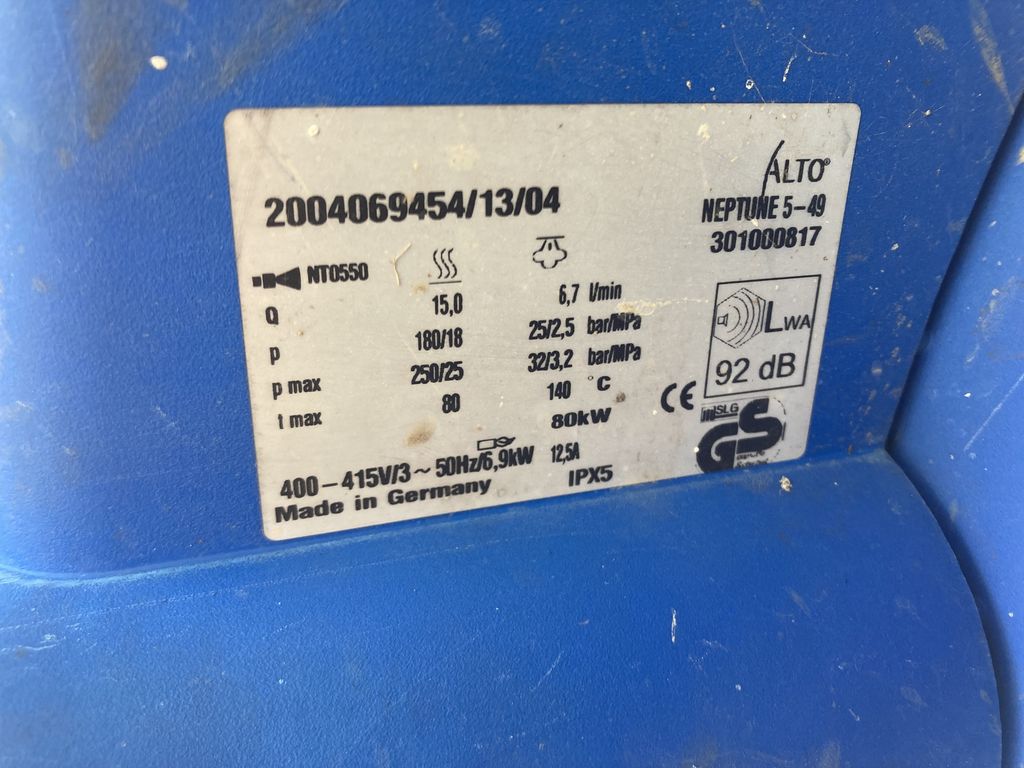 ALTO®
2004069454/13/04
NEPTUNE 5-49
301000817
NT0550
Q 15,0 6,7 l/min
p 180/18 25/2,5 bar/MPa
p max 250/25 32/3,2 bar/MPa
t max 80 140 °C
80kW
LWA
92 dB
CE
SLG
GS
400-415V/3~50Hz/6,9kW 12,5A
Made in Germany IPX5